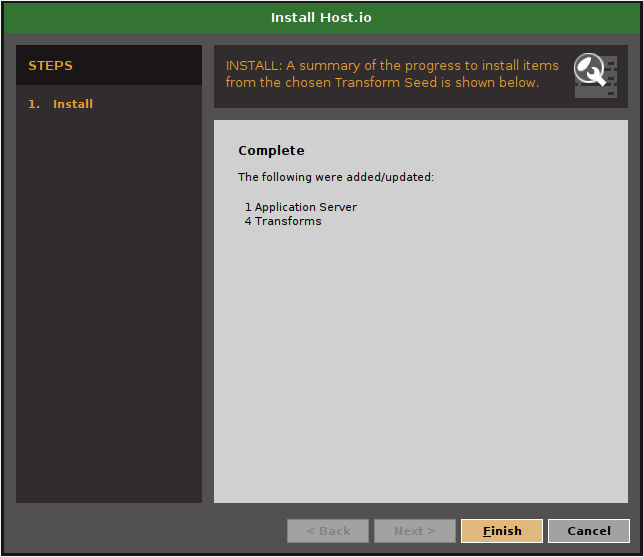 Install Host.io
STEPS
1. Install
INSTALL: A summary of the progress to install items
from the chosen Transform Seed is shown below.
Complete
The following were added/updated:
1 Application Server
4 Transforms
< Back
Next >
Finish
Cancel